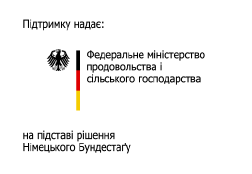 Підтримку надає:
Федеральне міністерство
продовольства і
сільського господарства
на підставі рішення
Німецького Бундестаґу